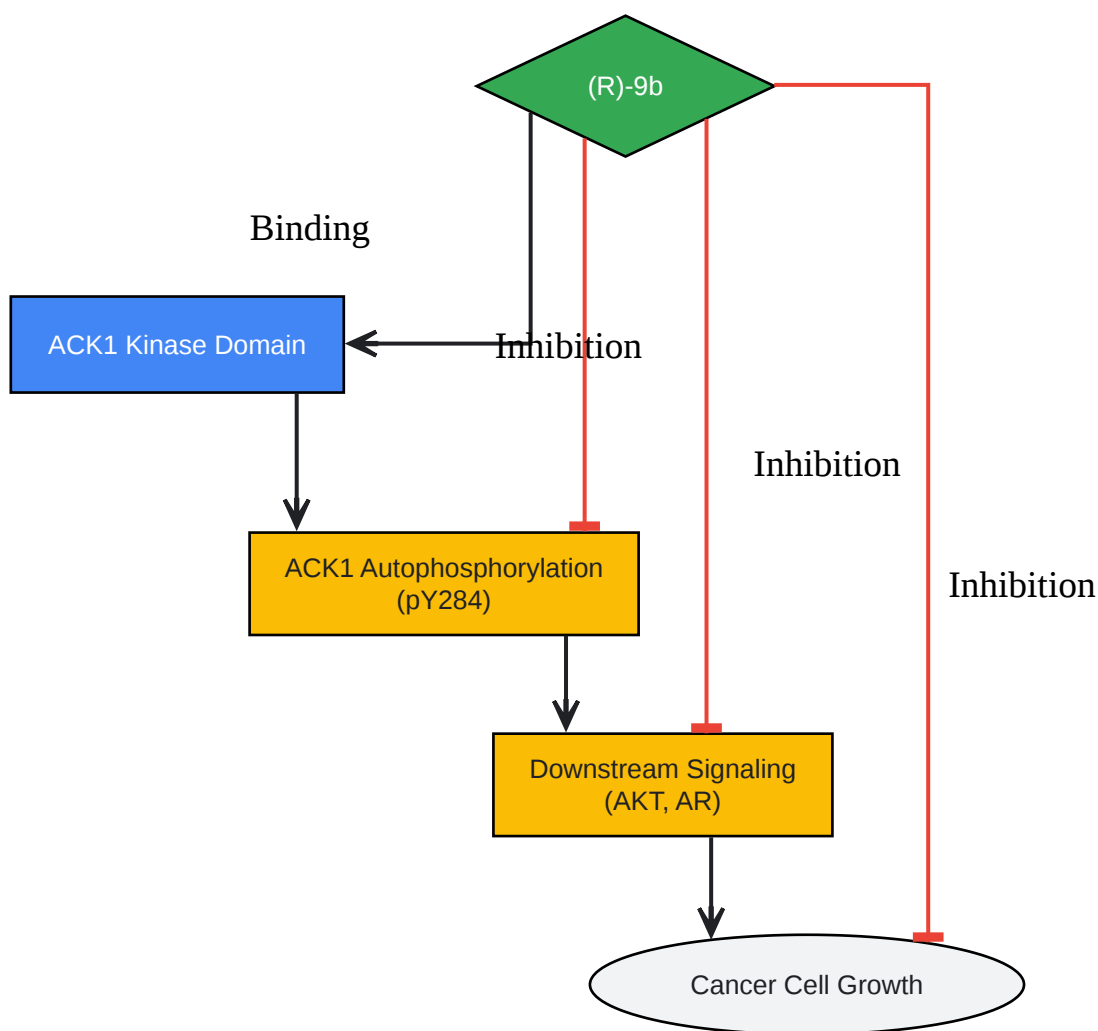 (R)-9b
Binding
ACK1 Kinase Domain
Inhibition
Inhibition
ACK1 Autophosphorylation
(pY284)
Inhibition
Downstream Signaling
(AKT, AR)
Cancer Cell Growth